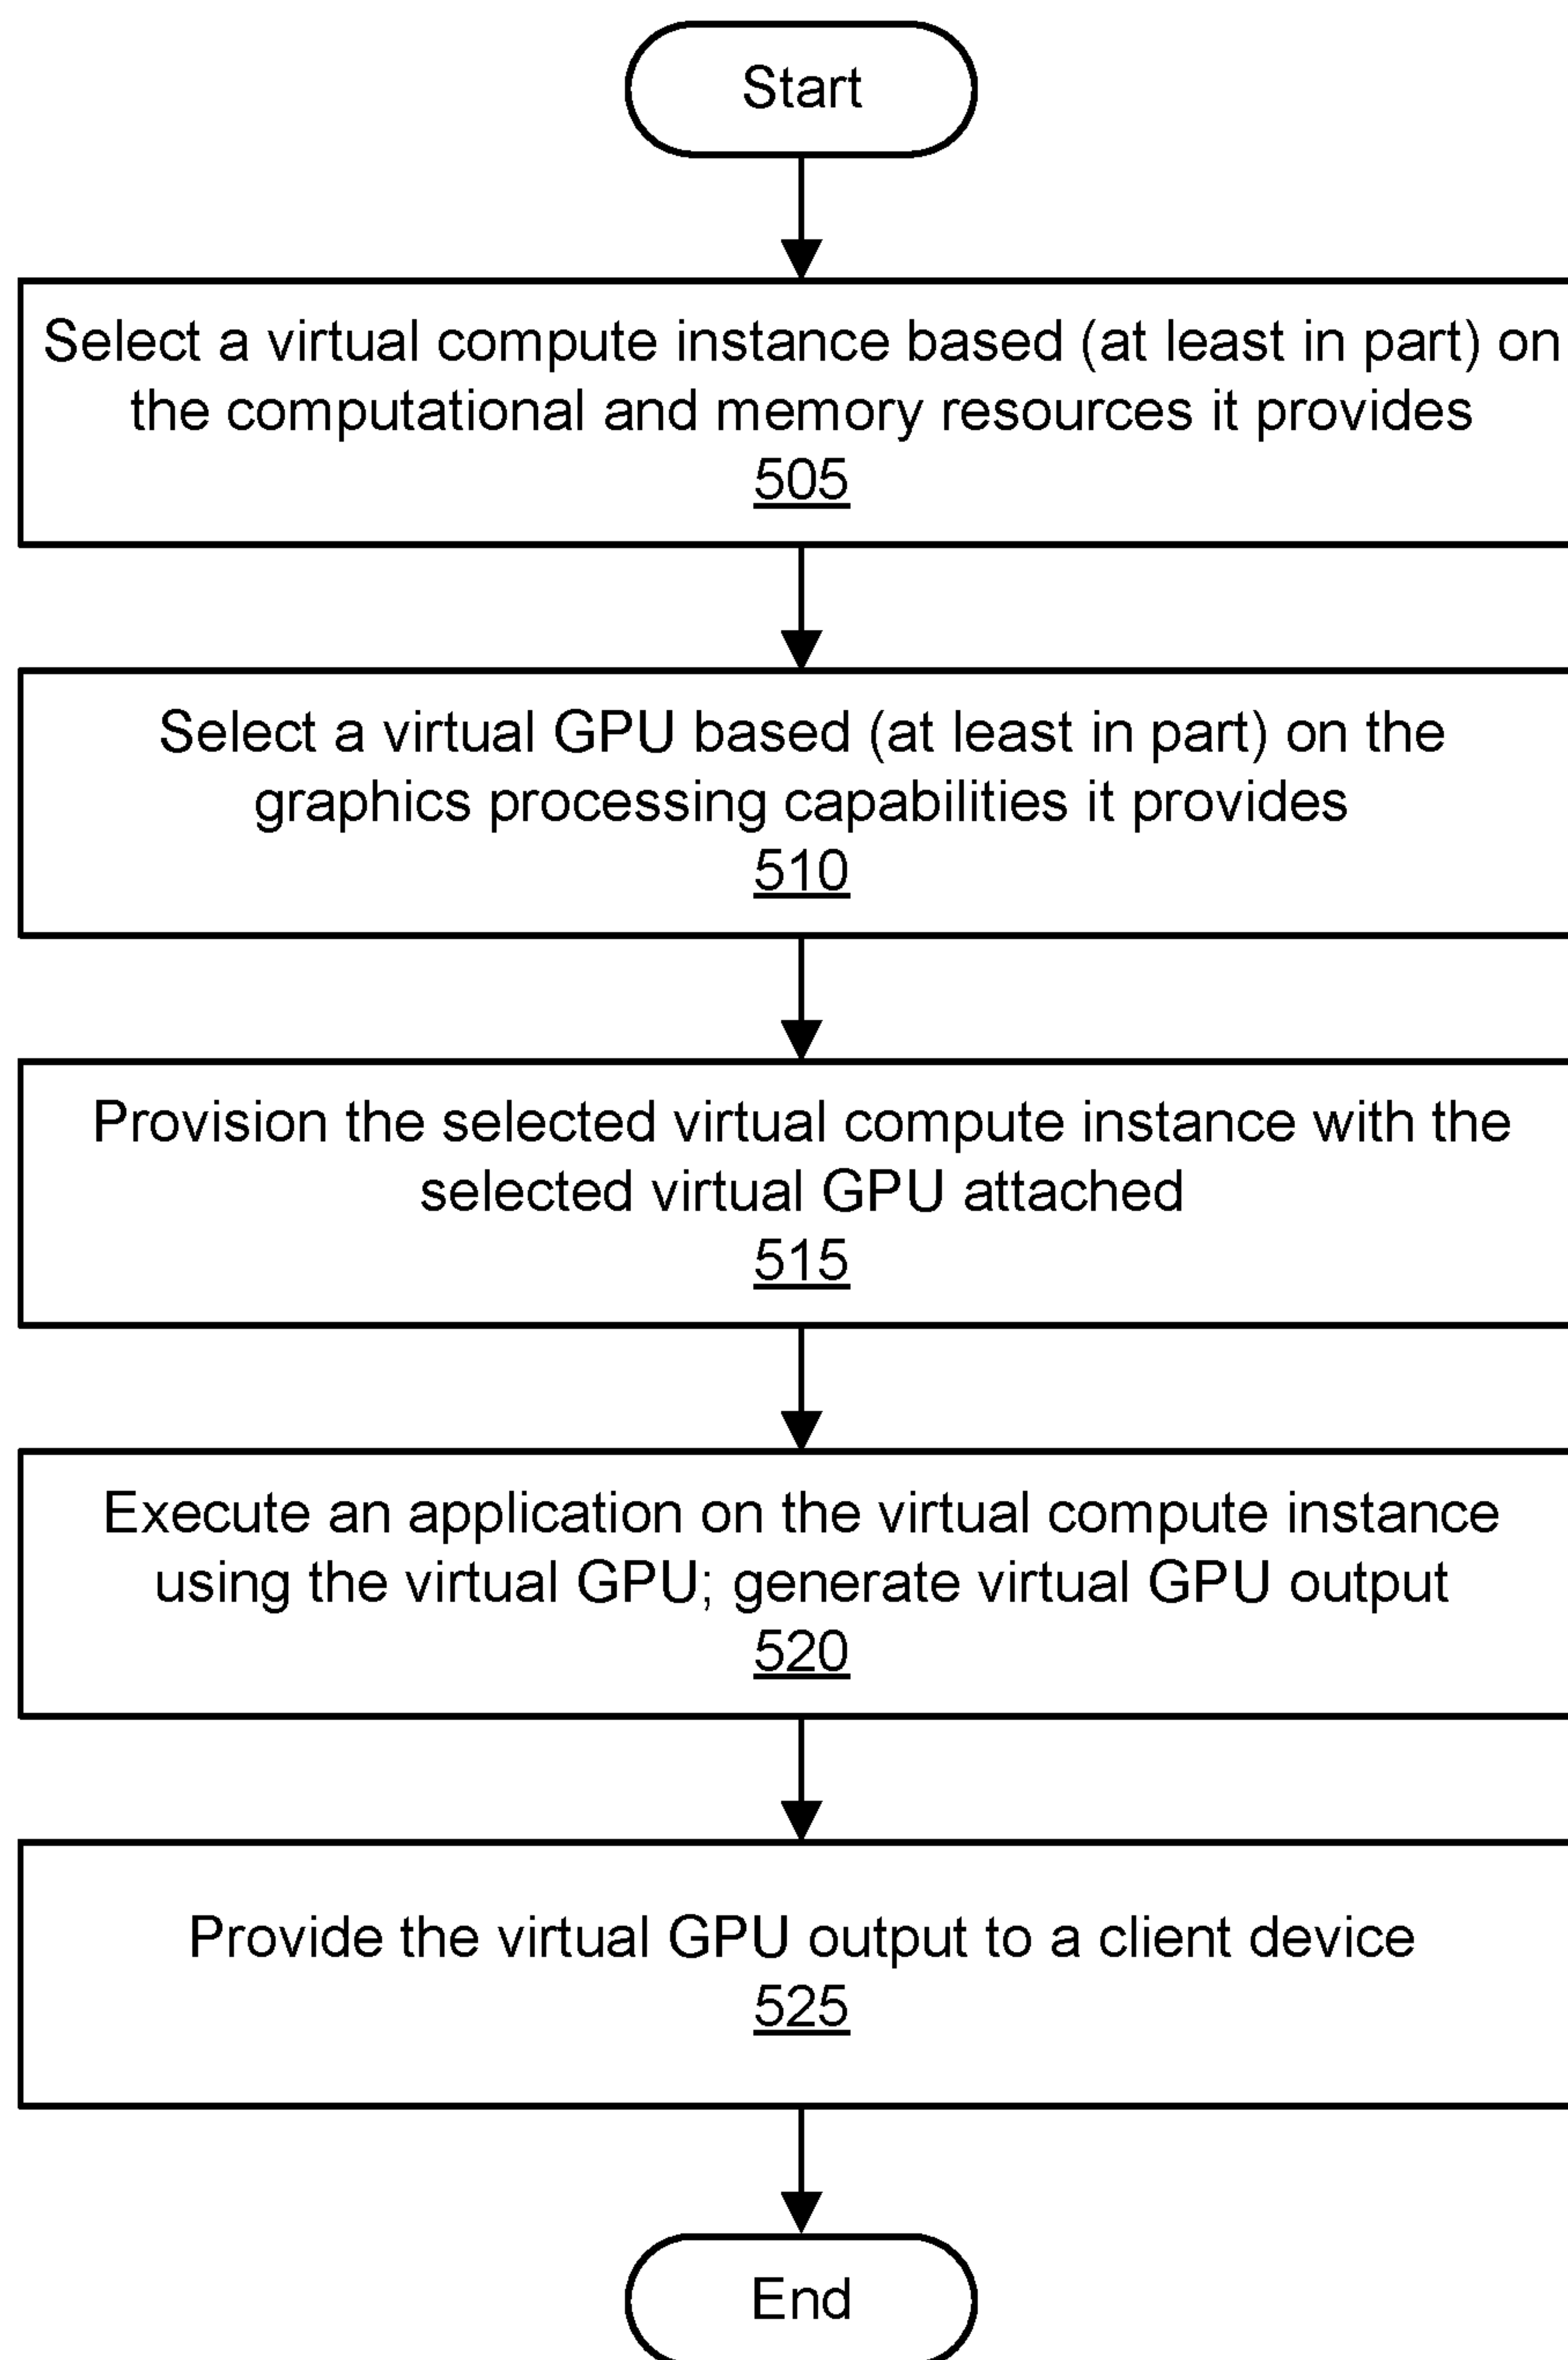 Start
Select a virtual compute instance based (at least in part) on
the computational and memory resources it provides
505
Select a virtual GPU based (at least in part) on the
graphics processing capabilities it provides
510
Provision the selected virtual compute instance with the
selected virtual GPU attached
515
Execute an application on the virtual compute instance
using the virtual GPU; generate virtual GPU output
520
Provide the virtual GPU output to a client device
525
End